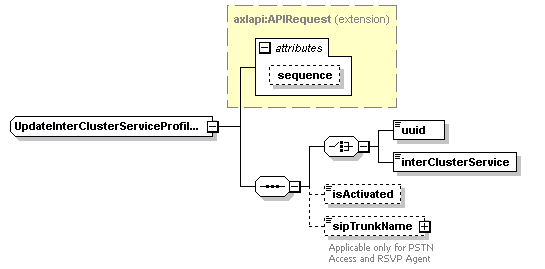 axlapi:APIRequest (extension)
attributes
sequence
UpdateInterClusterServiceProfil...
uuid
interClusterService
isActivated
sipTrunkName
Applicable only for PSTN
Access and RSVP Agent